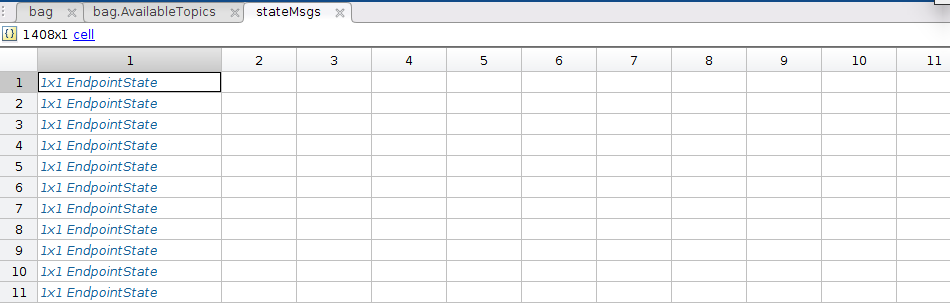 bag bag.AvailableTopics stateMsgs
{} 1408x1 cell
1 2 3 4 5 6 7 8 9 10 11
1 1x1 EndpointState
2 1x1 EndpointState
3 1x1 EndpointState
4 1x1 EndpointState
5 1x1 EndpointState
6 1x1 EndpointState
7 1x1 EndpointState
8 1x1 EndpointState
9 1x1 EndpointState
10 1x1 EndpointState
11 1x1 EndpointState